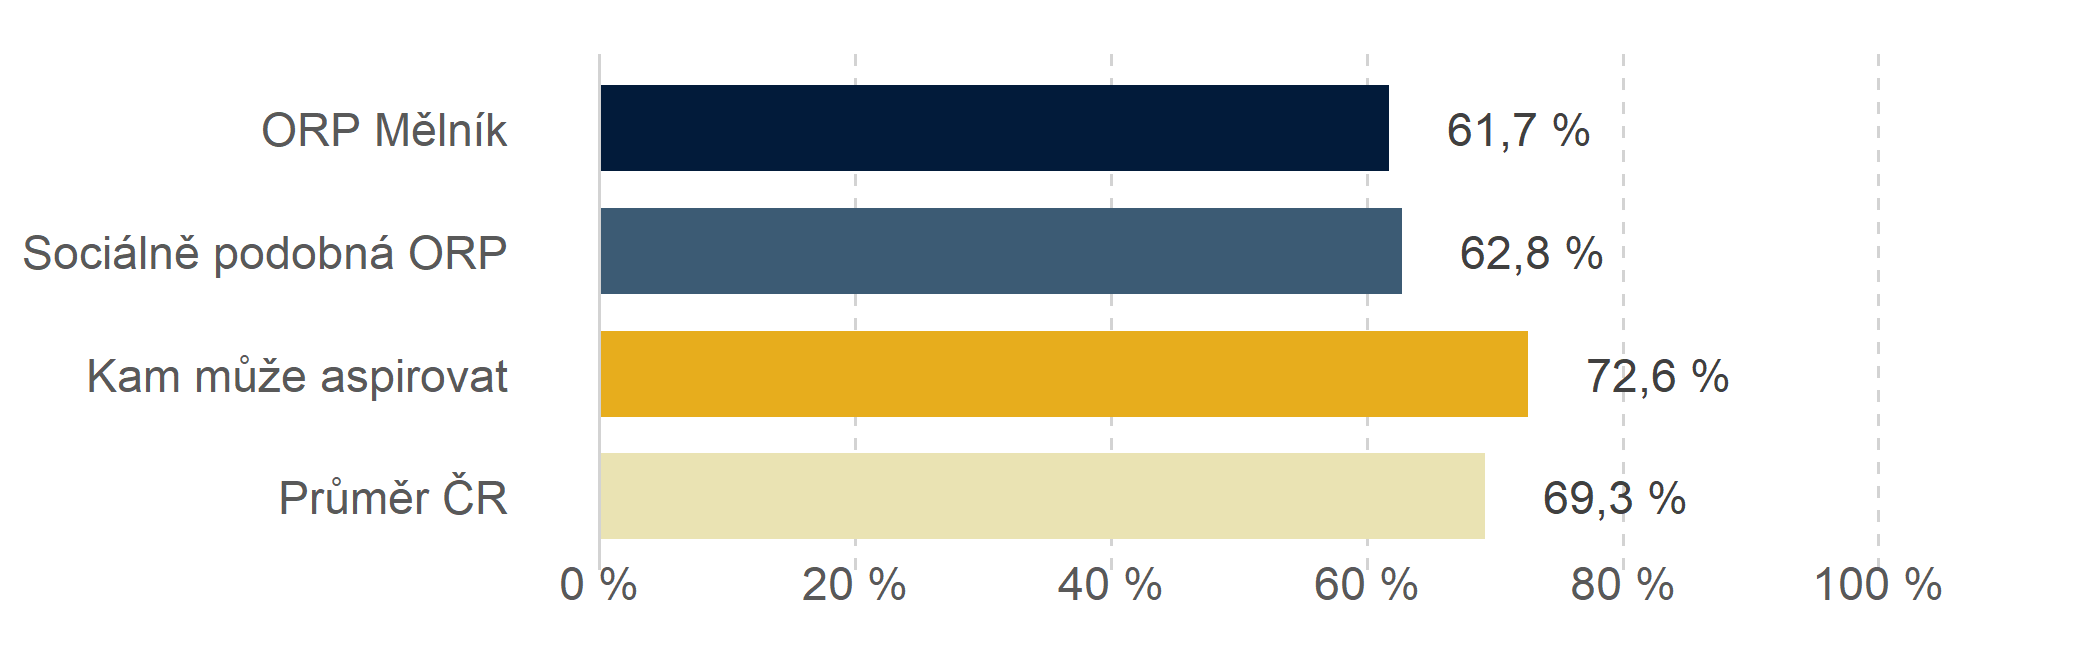 ORP Mělník
61,7 %
Sociálně podobná ORP
62,8 %
Kam může aspirovat
72,6 %
Průměr ČR
69,3 %
0 % 20 % 40 % 60 % 80 % 100 %